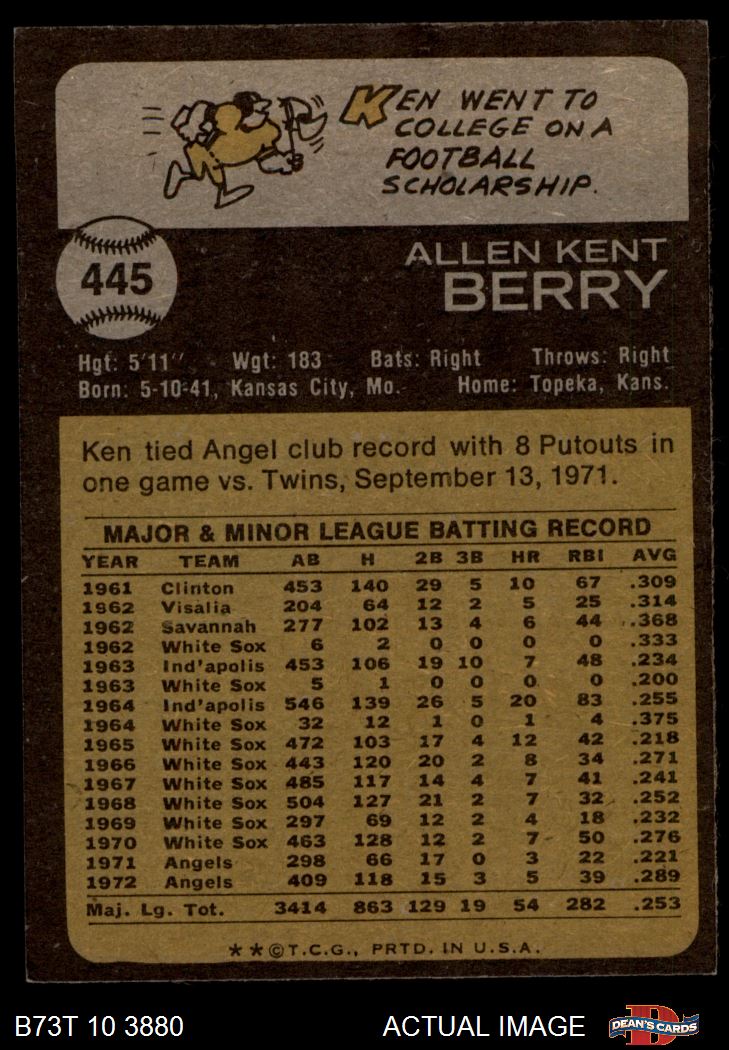 KEN WENT TO
COLLEGE ON A
FOOTBALL
SCHOLARSHIP.
445
ALLEN KENT
BERRY
Hgt: 5'11" Wgt: 183 Bats: Right Throws: Right
Born: 5-10-41, Kansas City, Mo. Home: Topeka, Kans.
Ken tied Angel club record with 8 Putouts in
one game vs. Twins, September 13, 1971.
MAJOR & MINOR LEAGUE BATTING RECORD
YEAR TEAM AB H 2B 3B HR RBI AVG
1961 Clinton 453 140 29 5 10 67 .309
1962 Visalia 204 64 12 2 5 25 .314
1962 Savannah 277 102 13 4 6 44 .368
1962 White Sox 6 2 0 0 0 0 .333
1963 Ind'apolis 453 106 19 10 7 48 .234
1963 White Sox 5 1 0 0 0 0 .200
1964 Ind'apolis 546 139 26 5 20 83 .255
1964 White Sox 32 12 1 0 1 4 .375
1965 White Sox 472 103 17 4 12 42 .218
1966 White Sox 443 120 20 2 8 34 .271
1967 White Sox 485 117 14 4 7 41 .241
1968 White Sox 504 127 21 2 7 32 .252
1969 White Sox 297 69 12 2 4 18 .232
1970 White Sox 463 128 12 2 7 50 .276
1971 Angels 298 66 17 0 3 22 .221
1972 Angels 409 118 15 3 5 39 .289
Maj. Lg. Tot. 3414 863 129 19 54 282 .253
**©T.C.G., PRTD. IN U.S.A.
B73T 10 3880 ACTUAL IMAGE
D
DEAN'S CARDS